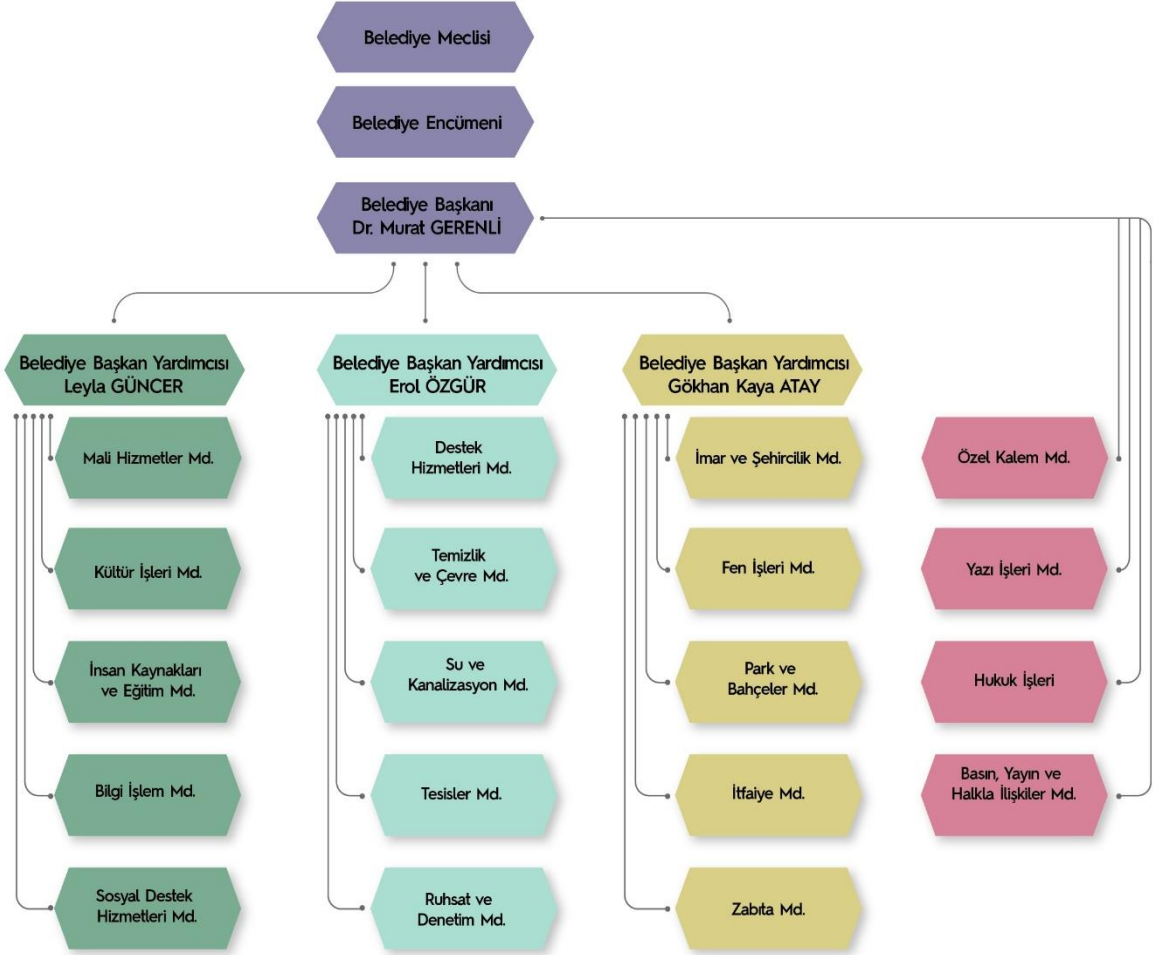 Belediye Meclisi
Belediye Encümeni
Belediye Başkanı
Dr. Murat GERENLİ
Belediye Başkan Yardımcısı
Leyla GÜNCER
Mali Hizmetler Md.
Kültür İşleri Md.
İnsan Kaynakları
ve Eğitim Md.
Bilgi İşlem Md.
Sosyal Destek
Hizmetleri Md.
Belediye Başkan Yardımcısı
Erol ÖZGÜR
Destek
Hizmetleri Md.
Temizlik
ve Çevre Md.
Su ve
Kanalizasyon Md.
Tesisler Md.
Ruhsat ve
Denetim Md.
Belediye Başkan Yardımcısı
Gökhan Kaya ATAY
İmar ve Şehircilik Md.
Fen İşleri Md.
Park ve
Bahçeler Md.
İtfaiye Md.
Zabıta Md.
Özel Kalem Md.
Yazı İşleri Md.
Hukuk İşleri
Basın, Yayın ve
Halkla İlişkiler Md.